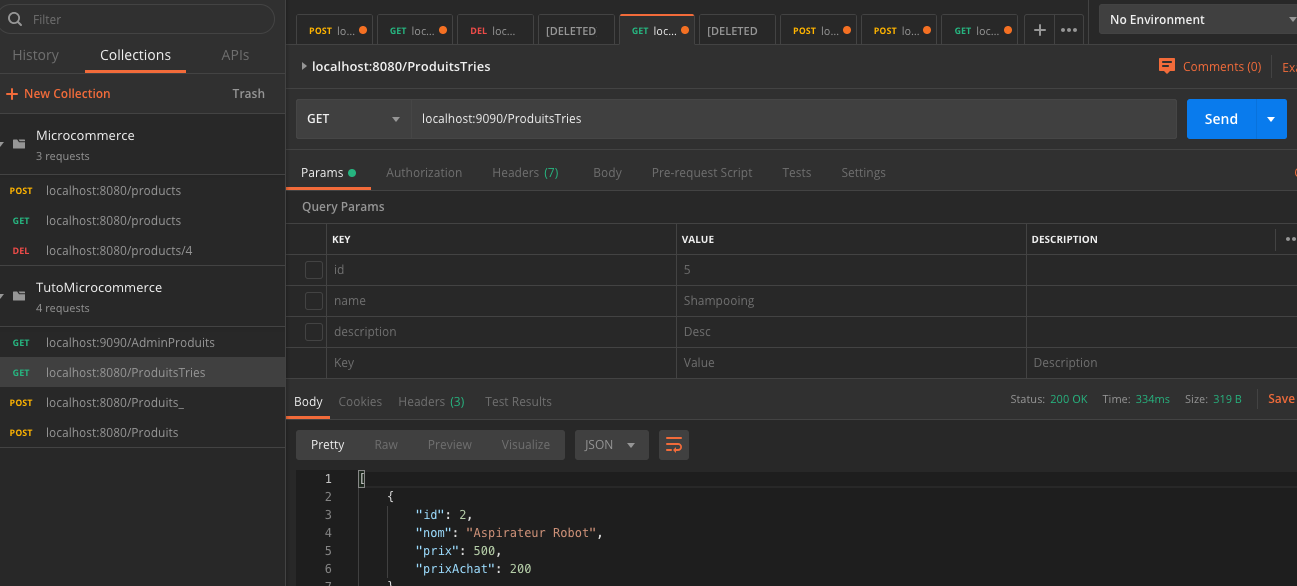 Filter
History Collections APIs
+ New Collection Trash
Microcommerce
3 requests
POST localhost:8080/products
GET localhost:8080/products
DEL localhost:8080/products/4
TutoMicrocommerce
4 requests
GET localhost:9090/AdminProduits
GET localhost:8080/ProduitsTries
POST localhost:8080/Produits_
POST localhost:8080/Produits
POST lo... GET loc... DEL loc... [DELETED GET loc... [DELETED POST lo... POST lo... GET loc... + ••• No Environment
localhost:8080/ProduitsTries Comments (0) Exa
GET localhost:9090/ProduitsTries Send
Params Authorization Headers (7) Body Pre-request Script Tests Settings
Query Params
KEY VALUE DESCRIPTION
id 5
name Shampooing
description Desc
Key Value Description
Body Cookies Headers (3) Test Results Status: 200 OK Time: 334ms Size: 319 B Save
Pretty Raw Preview Visualize JSON
1 [
2 {
3 "id": 2,
4 "nom": "Aspirateur Robot",
5 "prix": 500,
6 "prixAchat": 200
7 }